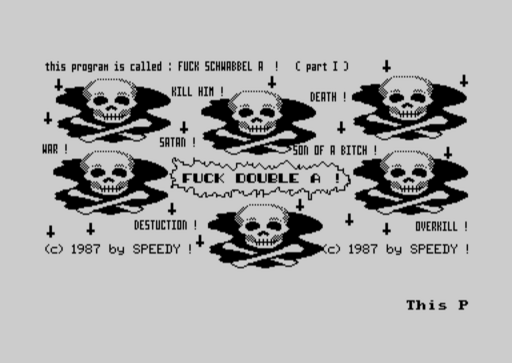 this program is called : FUCK SCHWABBEL A ! ( part I )
KILL HIM !
DEATH !
SATAN !
WAR !
SON OF A BITCH !
FUCK DOUBLE A !
DESTUCTION !
OVERKILL !
(c) 1987 by SPEEDY !
(c) 1987 by SPEEDY !
This P